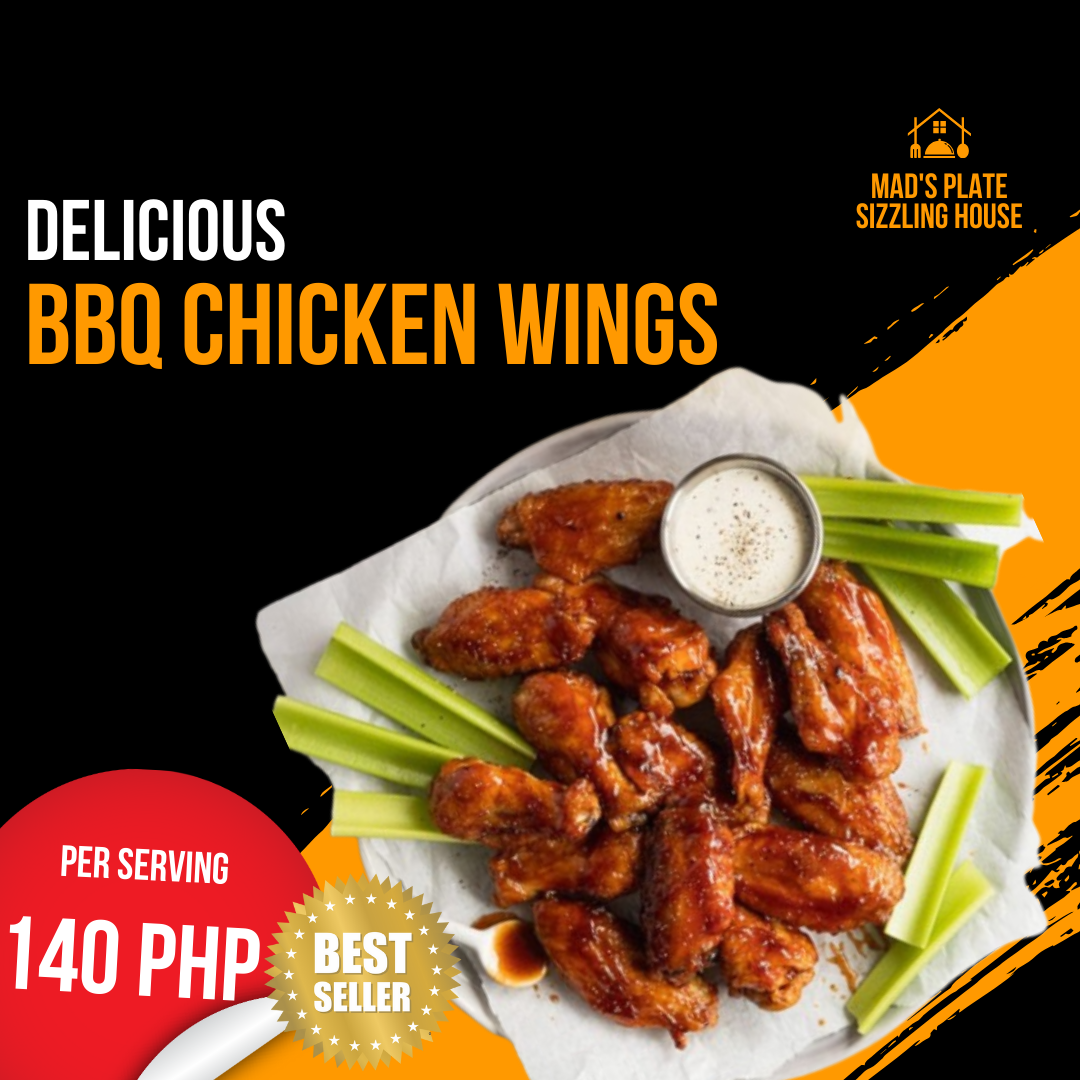 MAD'S PLATE
SIZZLING HOUSE
DELICIOUS
BBQ CHICKEN WINGS
PER SERVING
140 PHP
BEST
SELLER